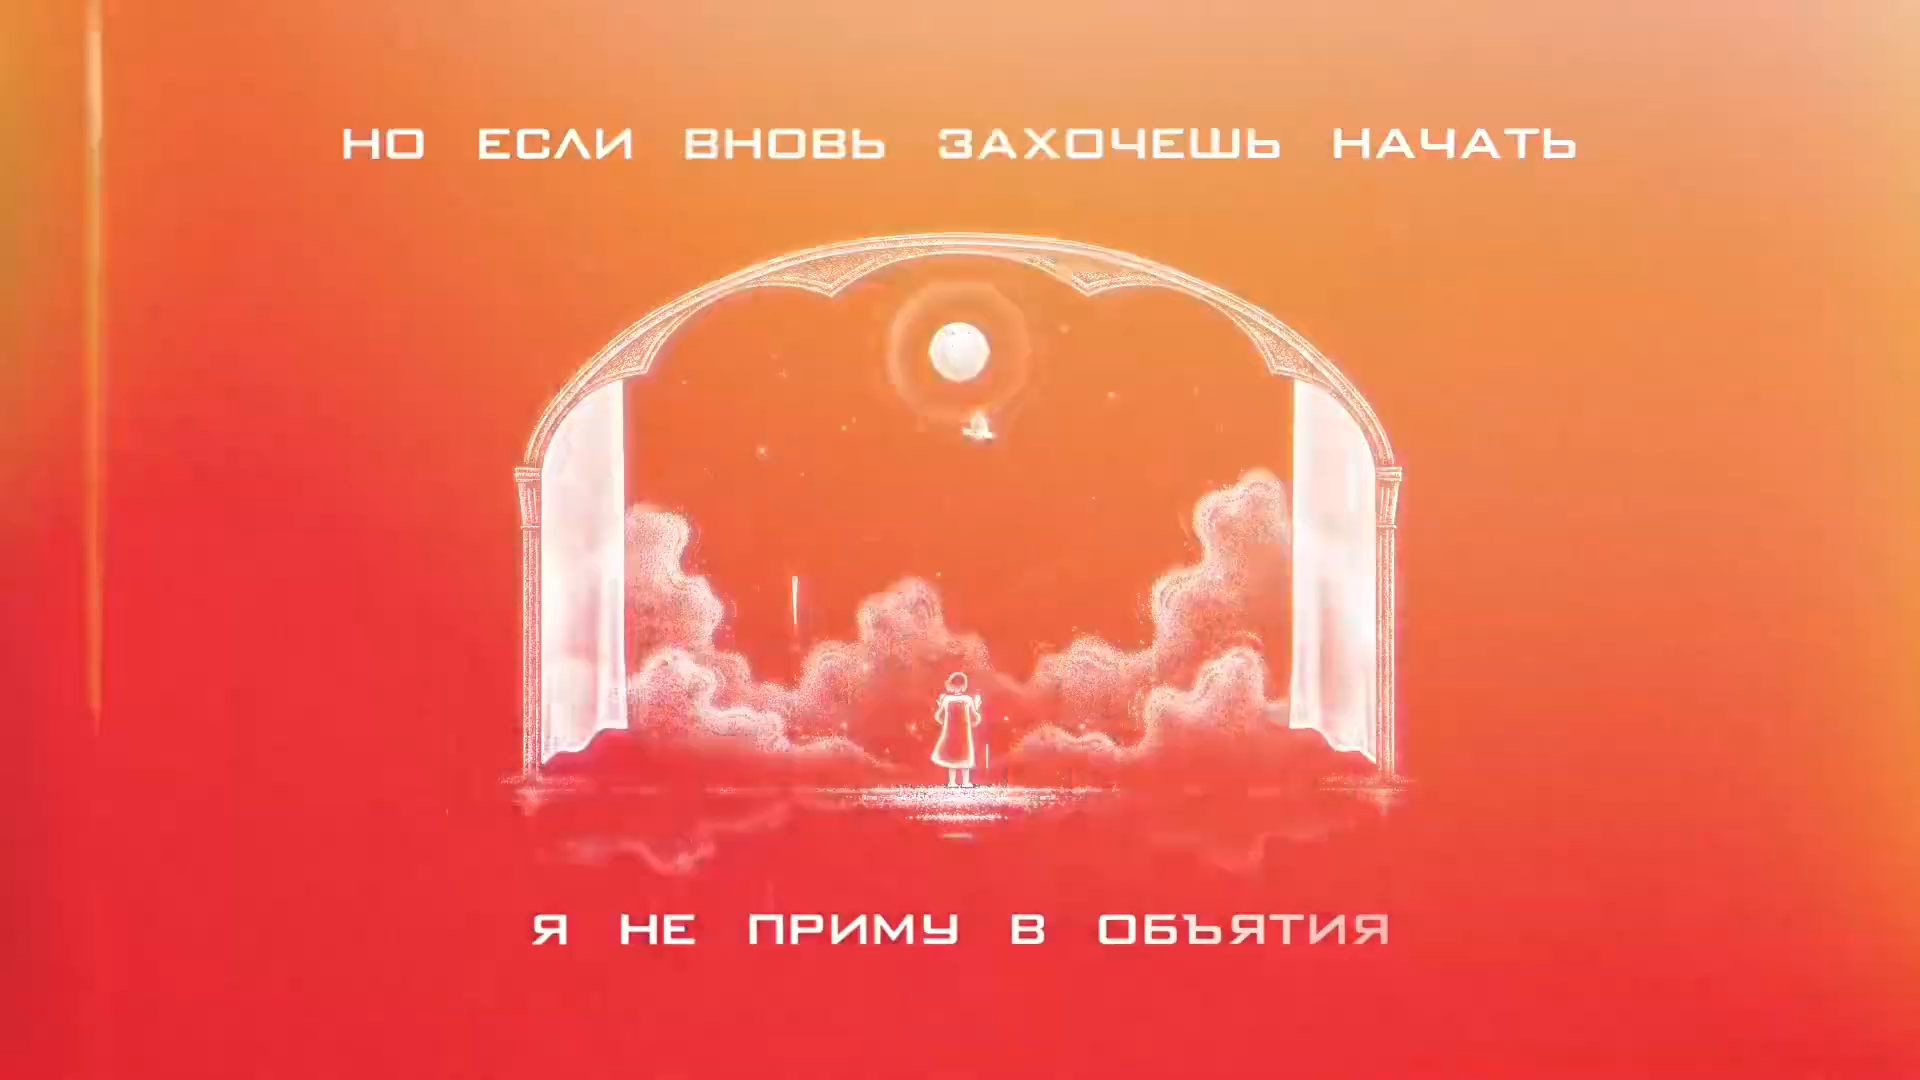 НО ЕСЛИ ВНОВЬ ЗАХОЧЕШЬ НАЧАТЬ
Я НЕ ПРИМУ В ОБЪЯТИЯ